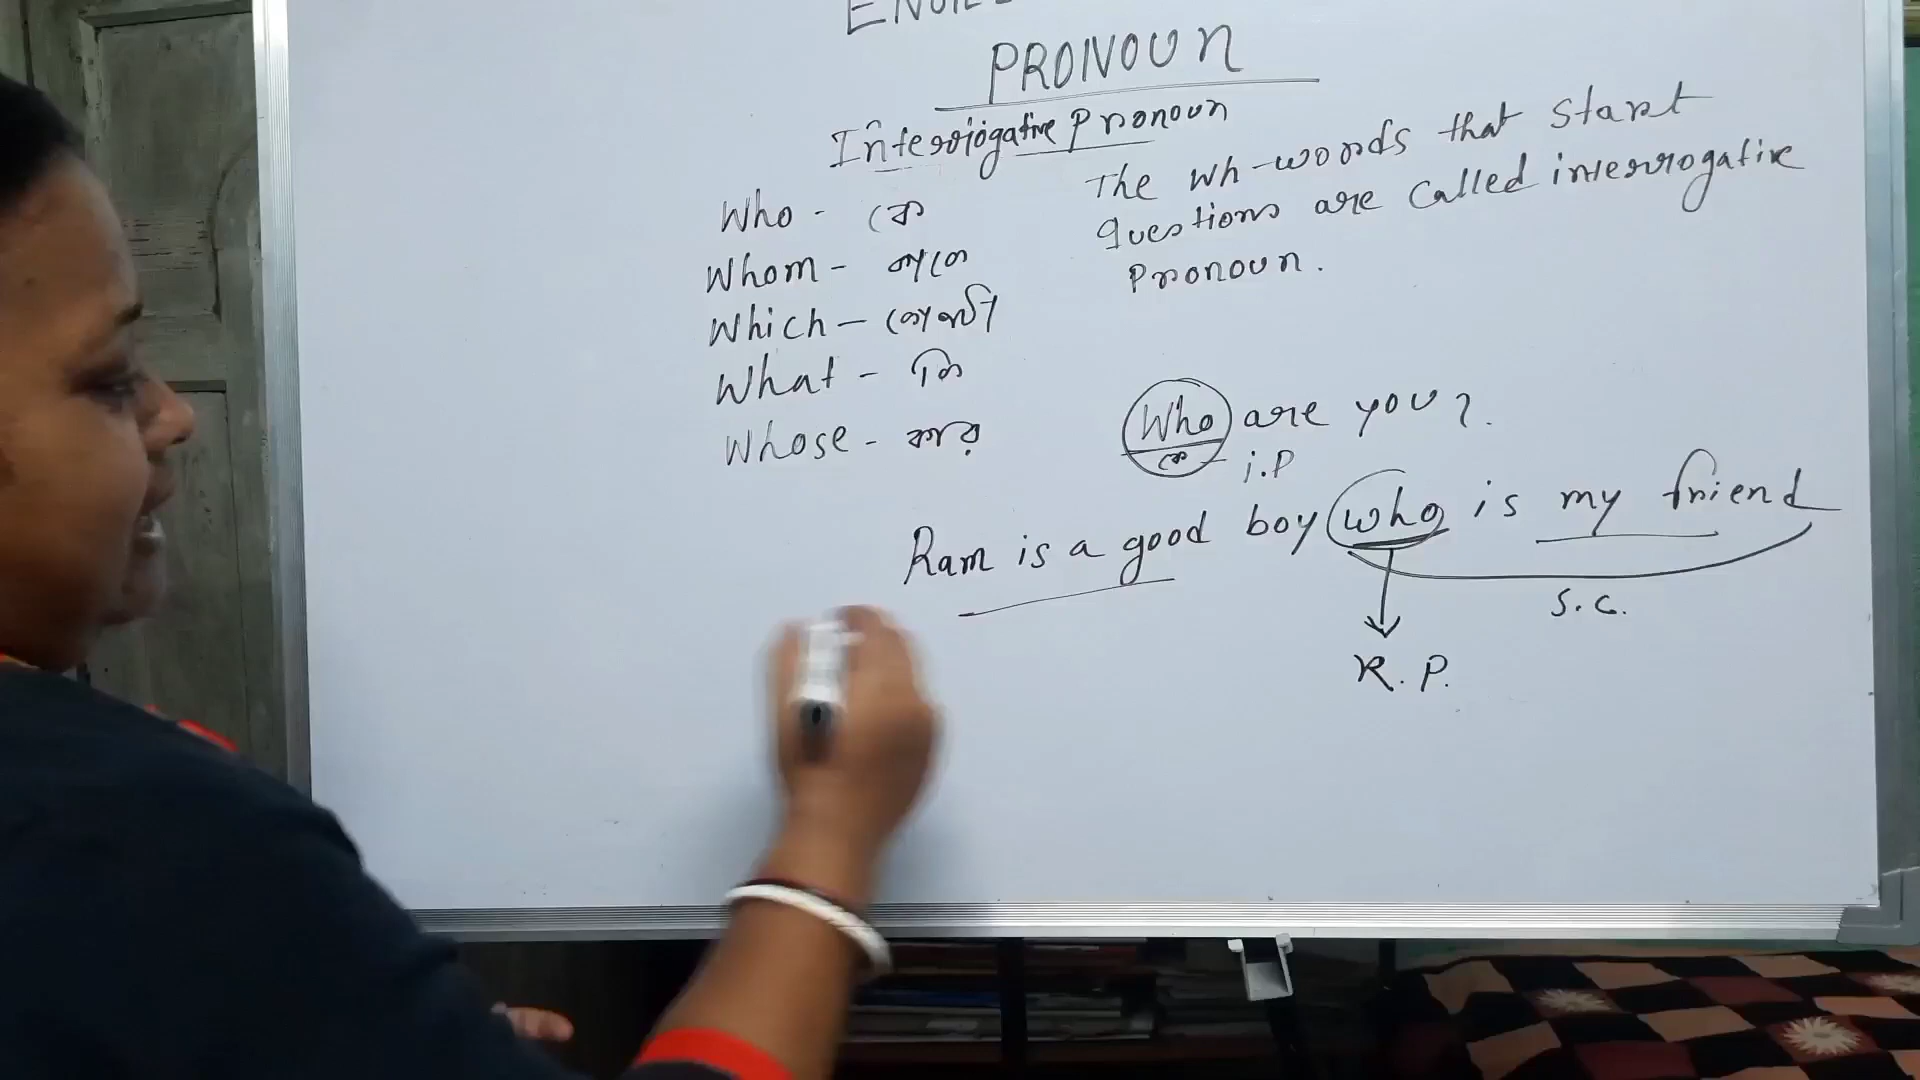 PRONOUN
Interrogative Pronoun
Who - কে
Whom - কাকে
Which - কোনটি
What - কি
Whose - কার
The wh-words that start
questions are called interrogative
Pronoun.
Who are you?
কে - i.P
Ram is a good boy who is my friend
S.C.
R.P.